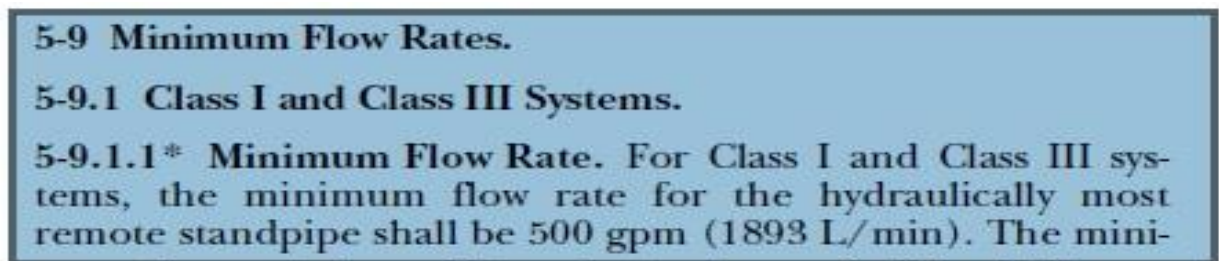 5-9 Minimum Flow Rates.
5-9.1 Class I and Class III Systems.
5-9.1.1* Minimum Flow Rate. For Class I and Class III sys-
tems, the minimum flow rate for the hydraulically most
remote standpipe shall be 500 gpm (1893 L/min). The mini-